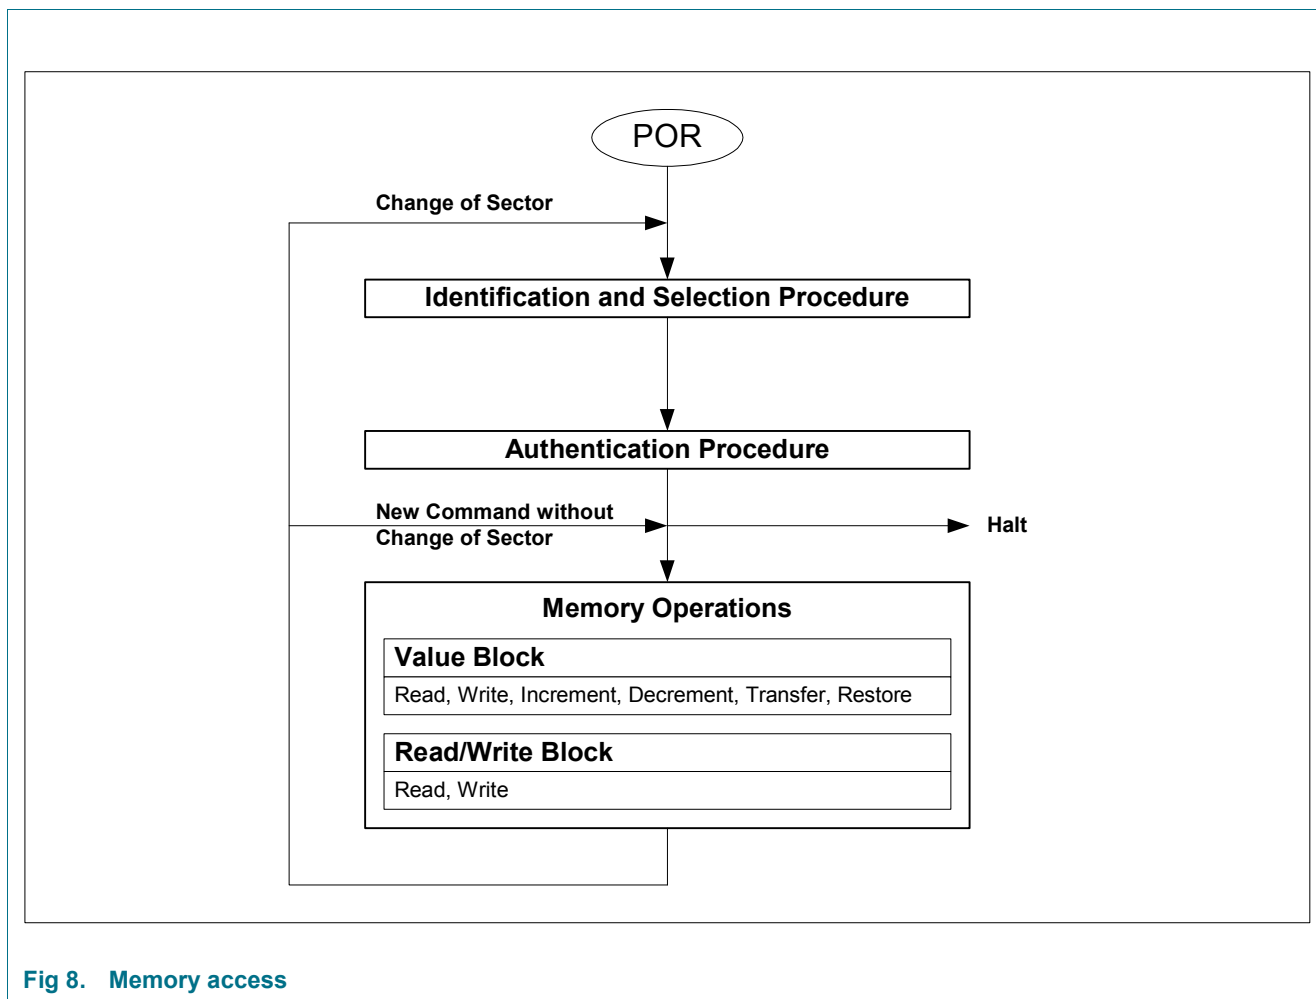 POR
Change of Sector
Identification and Selection Procedure
Authentication Procedure
New Command without
Change of Sector
Halt
Memory Operations
Value Block
Read, Write, Increment, Decrement, Transfer, Restore
Read/Write Block
Read, Write
Fig 8. Memory access